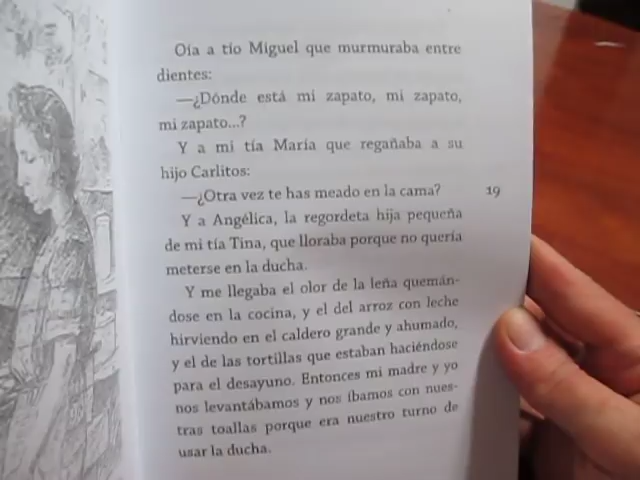 Oía a tío Miguel que murmuraba entre
dientes:
—¿Dónde está mi zapato, mi zapato,
mi zapato...?
Y a mi tía María que regañaba a su
hijo Carlitos:
—¿Otra vez te has meado en la cama?
19
Y a Angélica, la regordeta hija pequeña
de mi tía Tina, que lloraba porque no quería
meterse en la ducha.
Y me llegaba el olor de la leña quemán-
dose en la cocina, y el del arroz con leche
hirviendo en el caldero grande y ahumado,
y el de las tortillas que estaban haciéndose
para el desayuno. Entonces mi madre y yo
nos levantábamos y nos íbamos con nues-
tras toallas porque era nuestro turno de
usar la ducha.